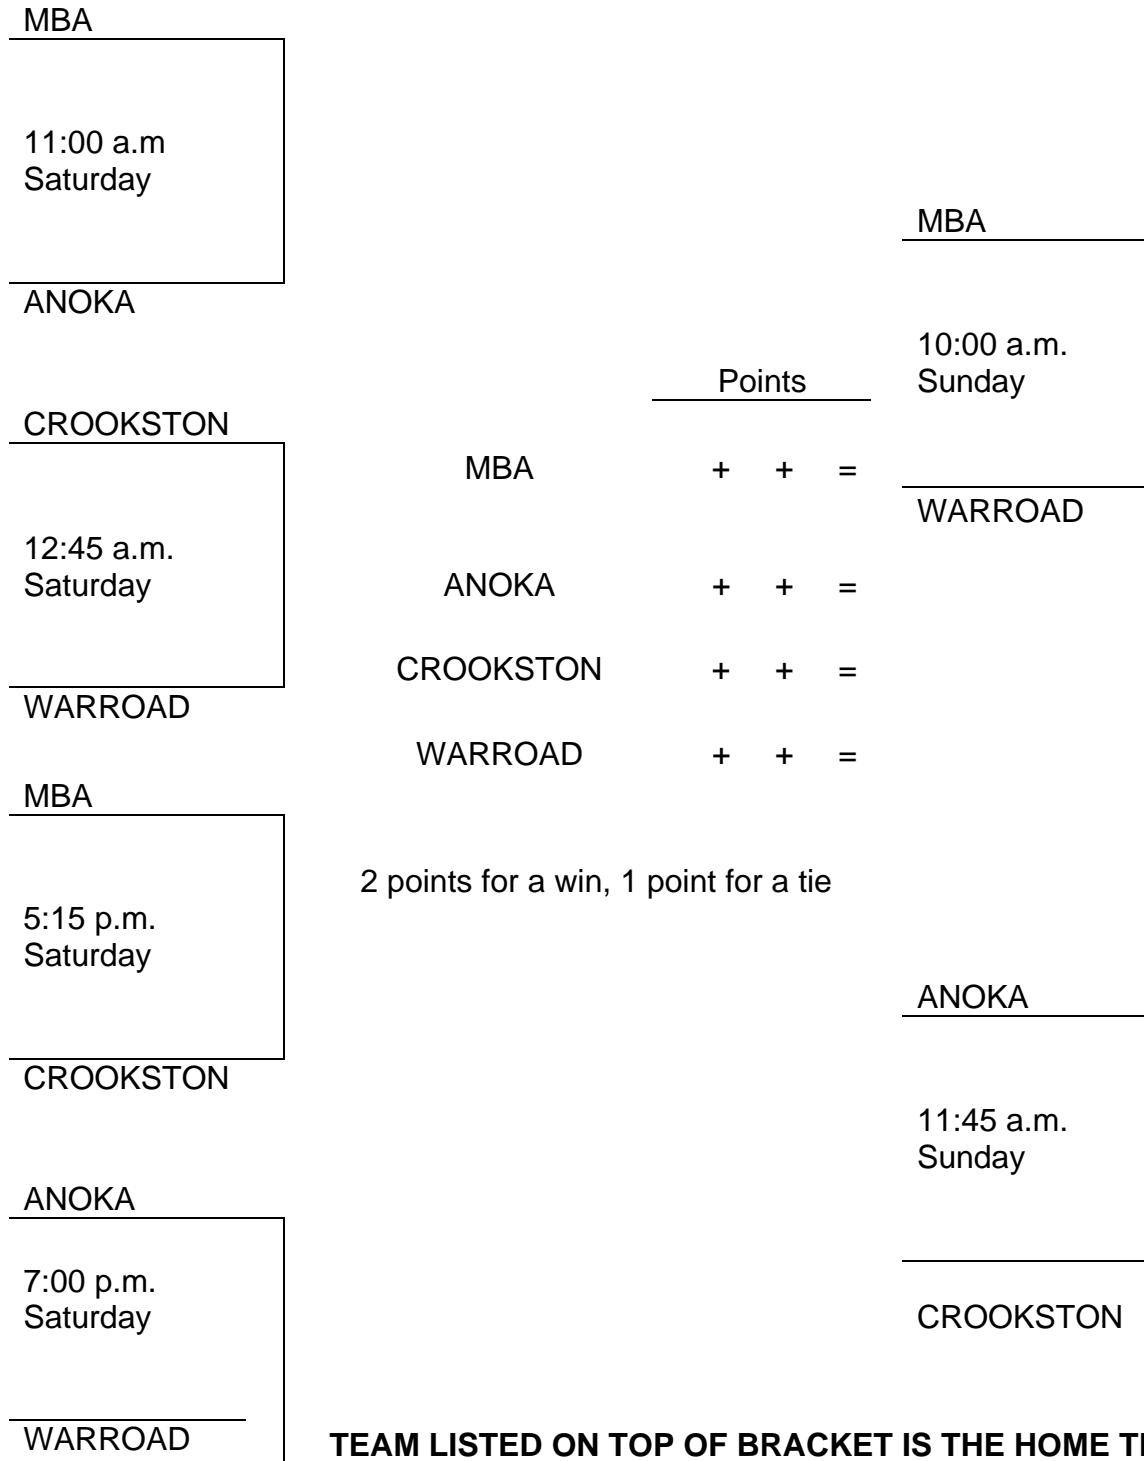 MBA
11:00 a.m
Saturday
ANOKA
CROOKSTON
12:45 a.m.
Saturday
WARROAD
MBA
5:15 p.m.
Saturday
CROOKSTON
ANOKA
7:00 p.m.
Saturday
WARROAD
Points
MBA + + =
ANOKA + + =
CROOKSTON + + =
WARROAD + + =
2 points for a win, 1 point for a tie
MBA
10:00 a.m.
Sunday
WARROAD
ANOKA
11:45 a.m.
Sunday
CROOKSTON
TEAM LISTED ON TOP OF BRACKET IS THE HOME